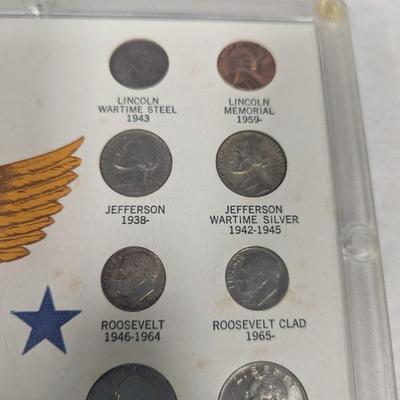 LINCOLN
WARTIME STEEL
1943
LINCOLN
MEMORIAL
1959-
JEFFERSON
1938-
JEFFERSON
WARTIME SILVER
1942-1945
ROOSEVELT
1946-1964
ROOSEVELT CLAD
1965-
LIBERTY